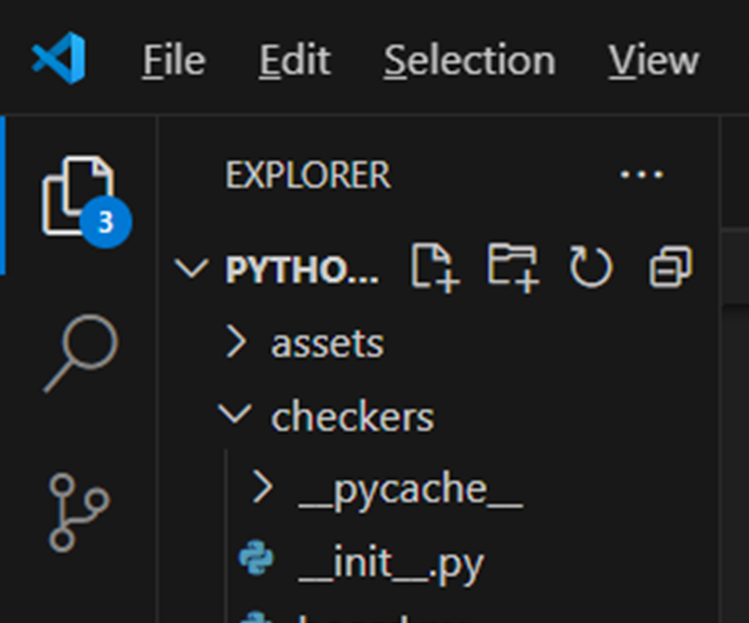 File Edit Selection View
EXPLORER ...
3
PYTHO...
assets
checkers
__pycache__
__init__.py